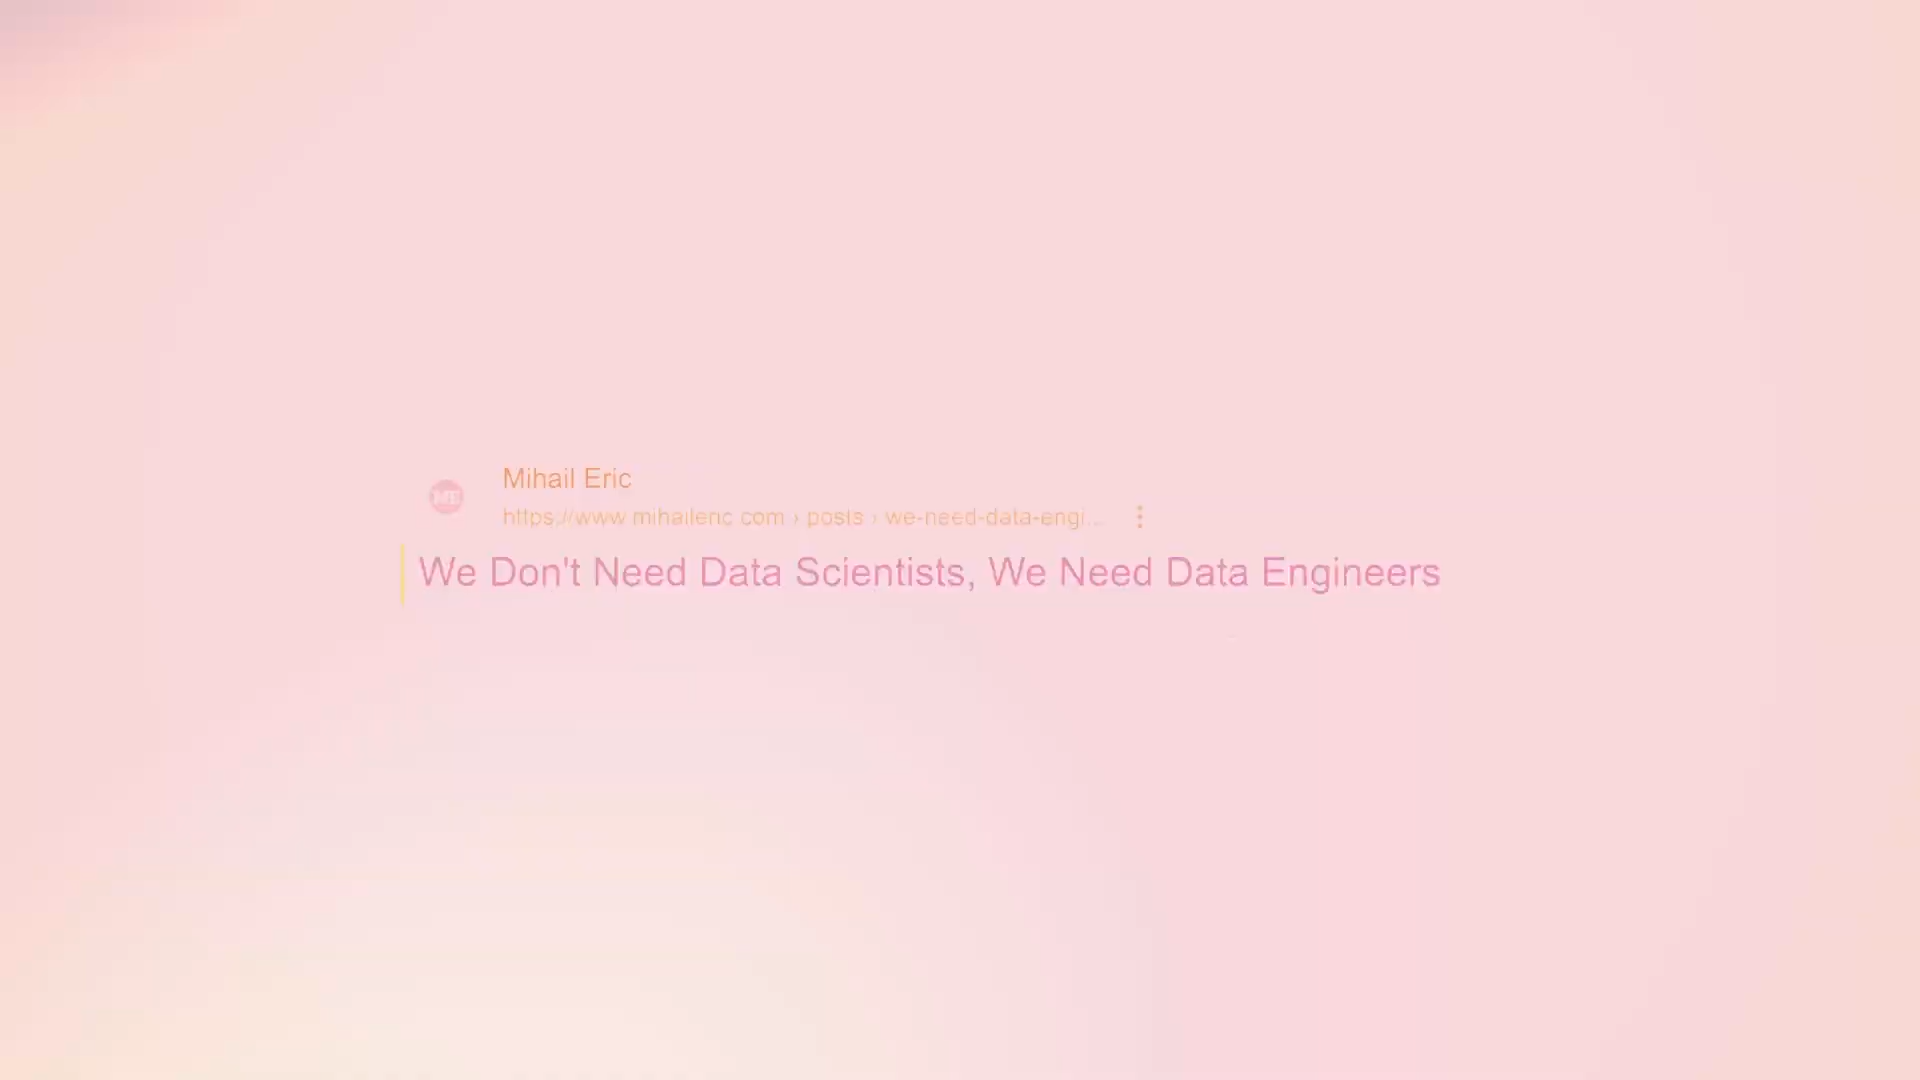 Mihail Eric
ME
https://www.mihaileric.com › posts › we-need-data-engi...
We Don't Need Data Scientists, We Need Data Engineers